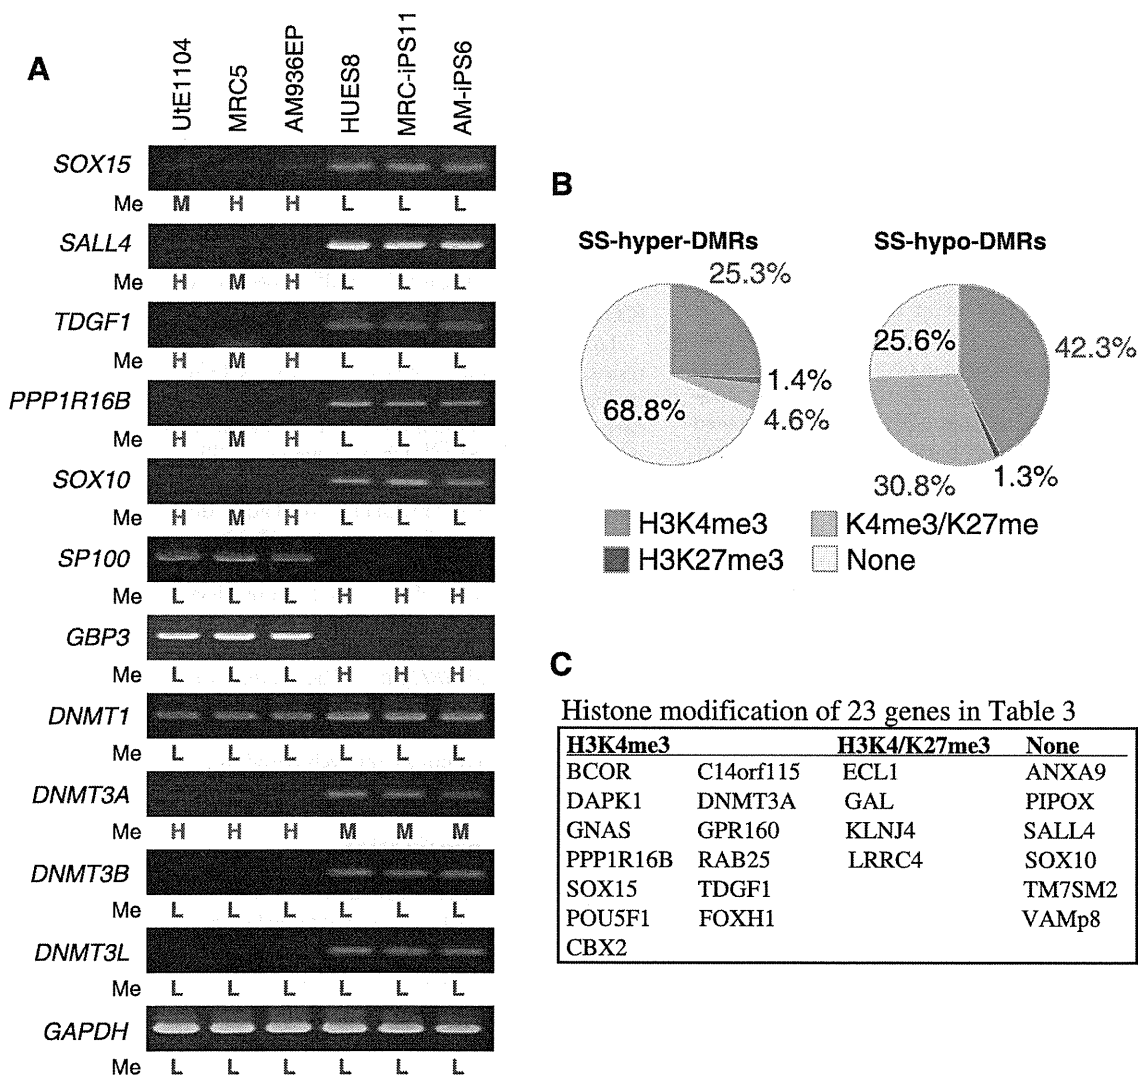 A
UtE1104 MRC5 AM936EP HUES8 MRC-iPS11 AM-iPS6
SOX15
Me M H H L L L
SALL4
Me H M H L L L
TDGF1
Me H M H L L L
PPP1R16B
Me H M H L L L
SOX10
Me H M H L L L
SP100
Me L L L H H H
GBP3
Me L L L H H H
DNMT1
Me L L L L L L
DNMT3A
Me H H H M M M
DNMT3B
Me L L L L L L
DNMT3L
Me L L L L L L
GAPDH
Me L L L L L L
B
SS-hyper-DMRs SS-hypo-DMRs
25.3%
1.4%
4.6%
68.8%
25.6%
42.3%
30.8%
1.3%
H3K4me3 K4me3/K27me
H3K27me3 None
C
Histone modification of 23 genes in Table 3
H3K4me3 H3K4/K27me3 None
BCOR C14orf115 ECL1 ANXA9
DAPK1 DNMT3A GAL PIPOX
GNAS GPR160 KLNJ4 SALL4
PPP1R16B RAB25 LRRC4 SOX10
SOX15 TDGF1 TM7SM2
POU5F1 FOXH1 VAMp8
CBX2